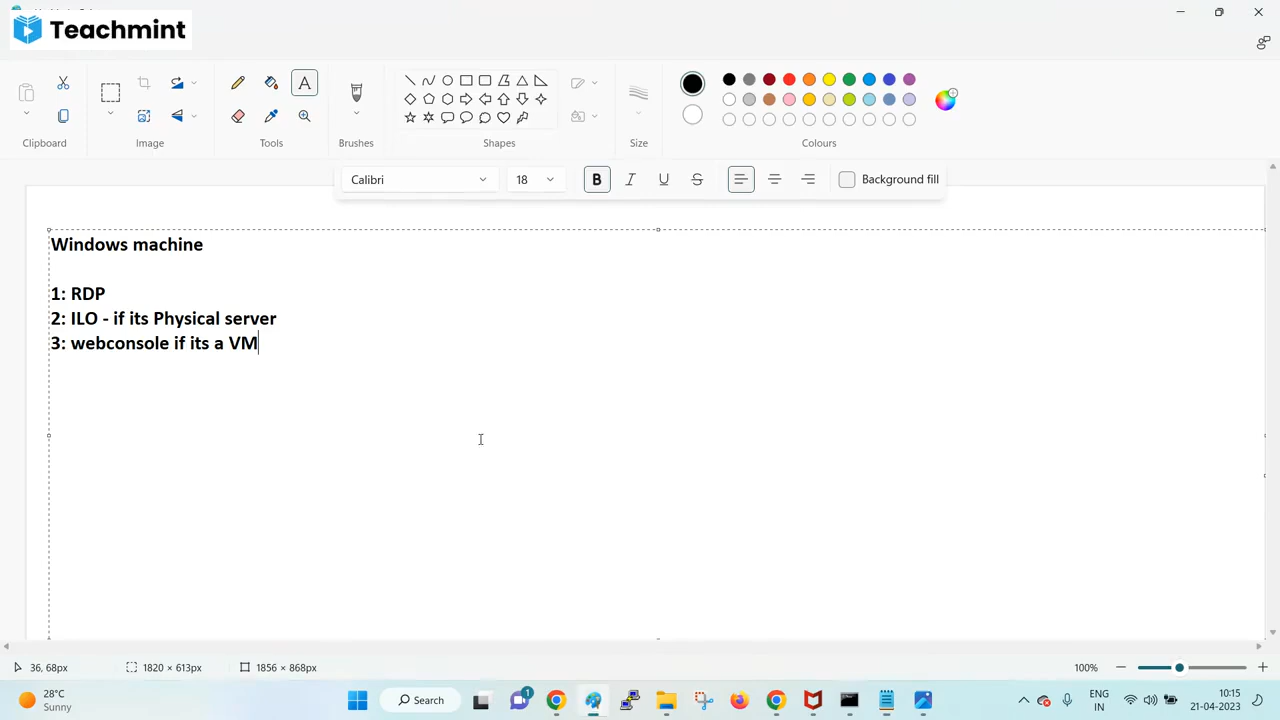 Teachmint
Clipboard
Image
Tools
Brushes
Shapes
Size
Colours
Calibri
18
B
I
U
S
Background fill
Windows machine
1: RDP
2: ILO - if its Physical server
3: webconsole if its a VM
36, 68px
1820 × 613px
1856 × 868px
100%
28°C
Sunny
Search
1
ENG
IN
10:15
21-04-2023